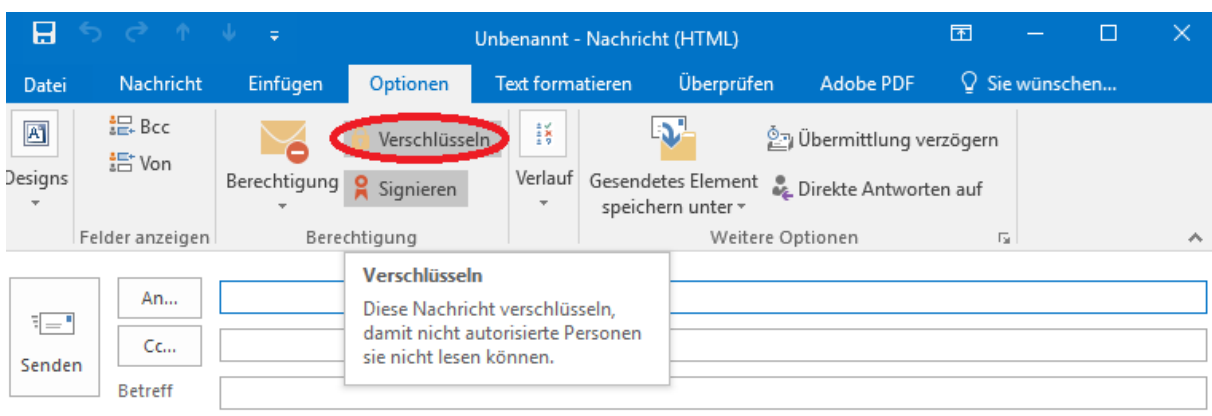 Unbenannt - Nachricht (HTML)
Datei Nachricht Einfügen Optionen Text formatieren Überprüfen Adobe PDF Sie wünschen...
Bcc
Von
Designs
Felder anzeigen
Berechtigung
Verschlüsseln
Signieren
Berechtigung
Verlauf
Gesendetes Element
speichern unter
Übermittlung verzögern
Direkte Antworten auf
Weitere Optionen
Verschlüsseln
Diese Nachricht verschlüsseln,
damit nicht autorisierte Personen
sie nicht lesen können.
Senden
An...
Cc...
Betreff